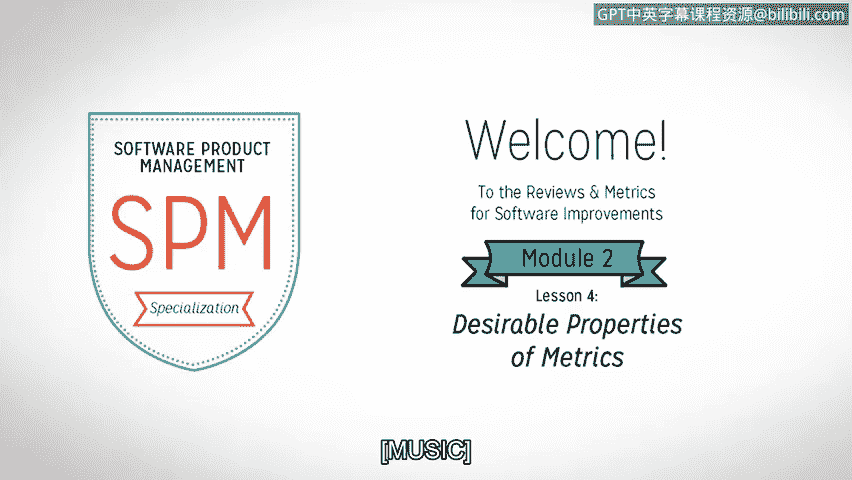 GPT中英字幕课程资源@bilibili.com
SOFTWARE PRODUCT
MANAGEMENT
SPM
Specialization
Welcome!
To the Reviews & Metrics
for Software Improvements
Module 2
Lesson 4:
Desirable Properties
of Metrics
[MUSIC]